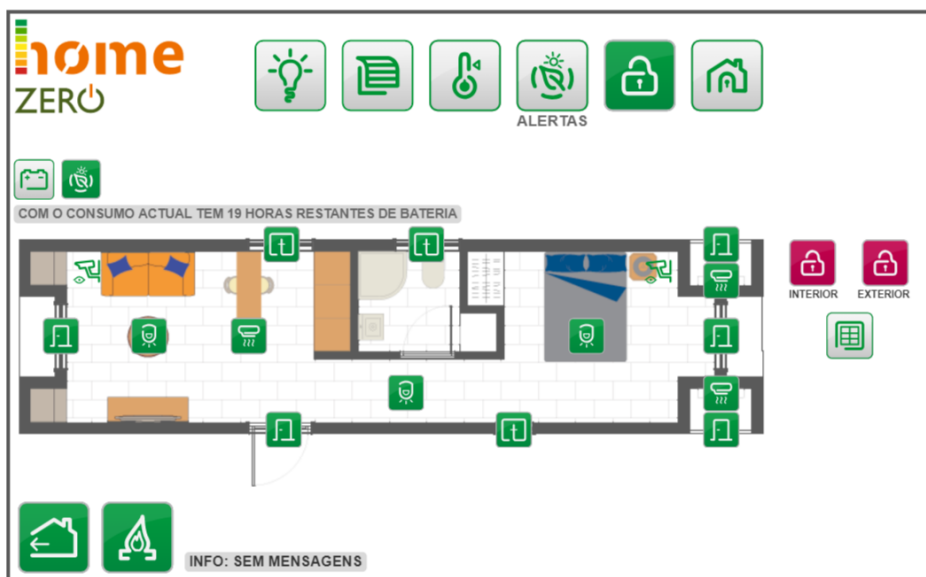 home
ZERO
ALERTAS
COM O CONSUMO ACTUAL TEM 19 HORAS RESTANTES DE BATERIA
INTERIOR
EXTERIOR
INFO: SEM MENSAGENS